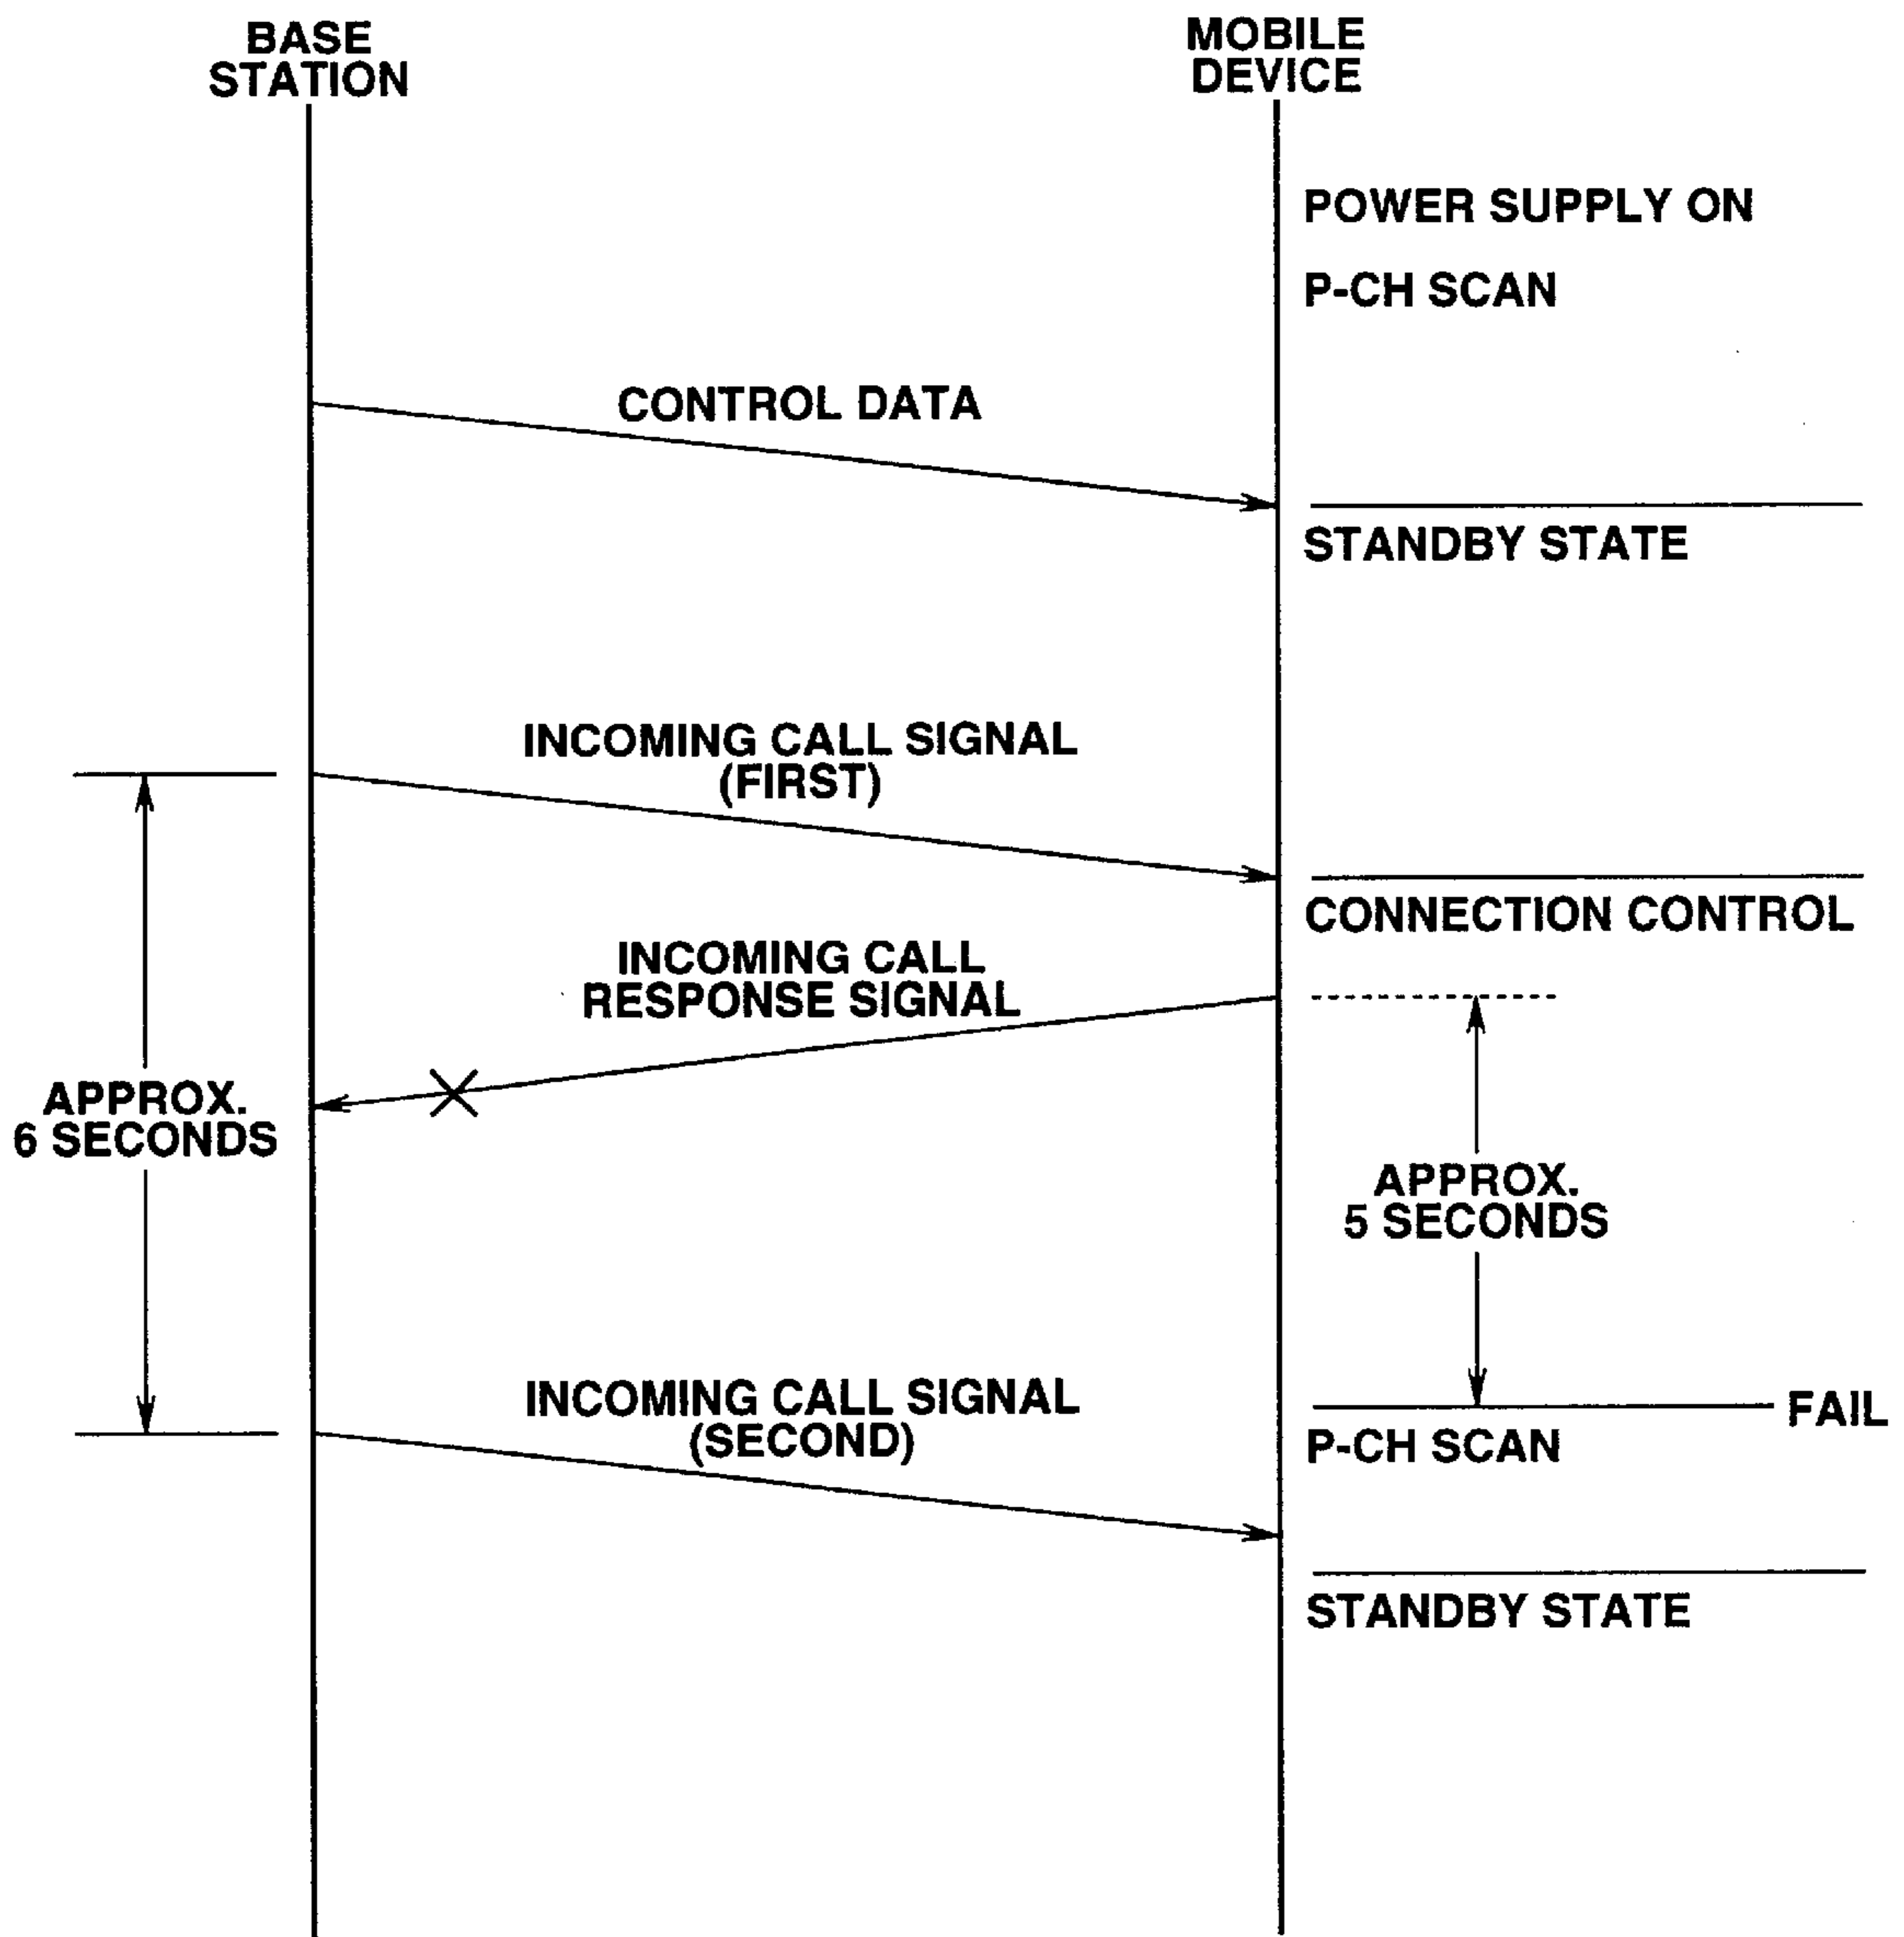 BASE
STATION
MOBILE
DEVICE
POWER SUPPLY ON
P-CH SCAN
CONTROL DATA
STANDBY STATE
INCOMING CALL SIGNAL
(FIRST)
CONNECTION CONTROL
INCOMING CALL
RESPONSE SIGNAL
APPROX.
6 SECONDS
APPROX.
5 SECONDS
INCOMING CALL SIGNAL
(SECOND)
FAIL
P-CH SCAN
STANDBY STATE